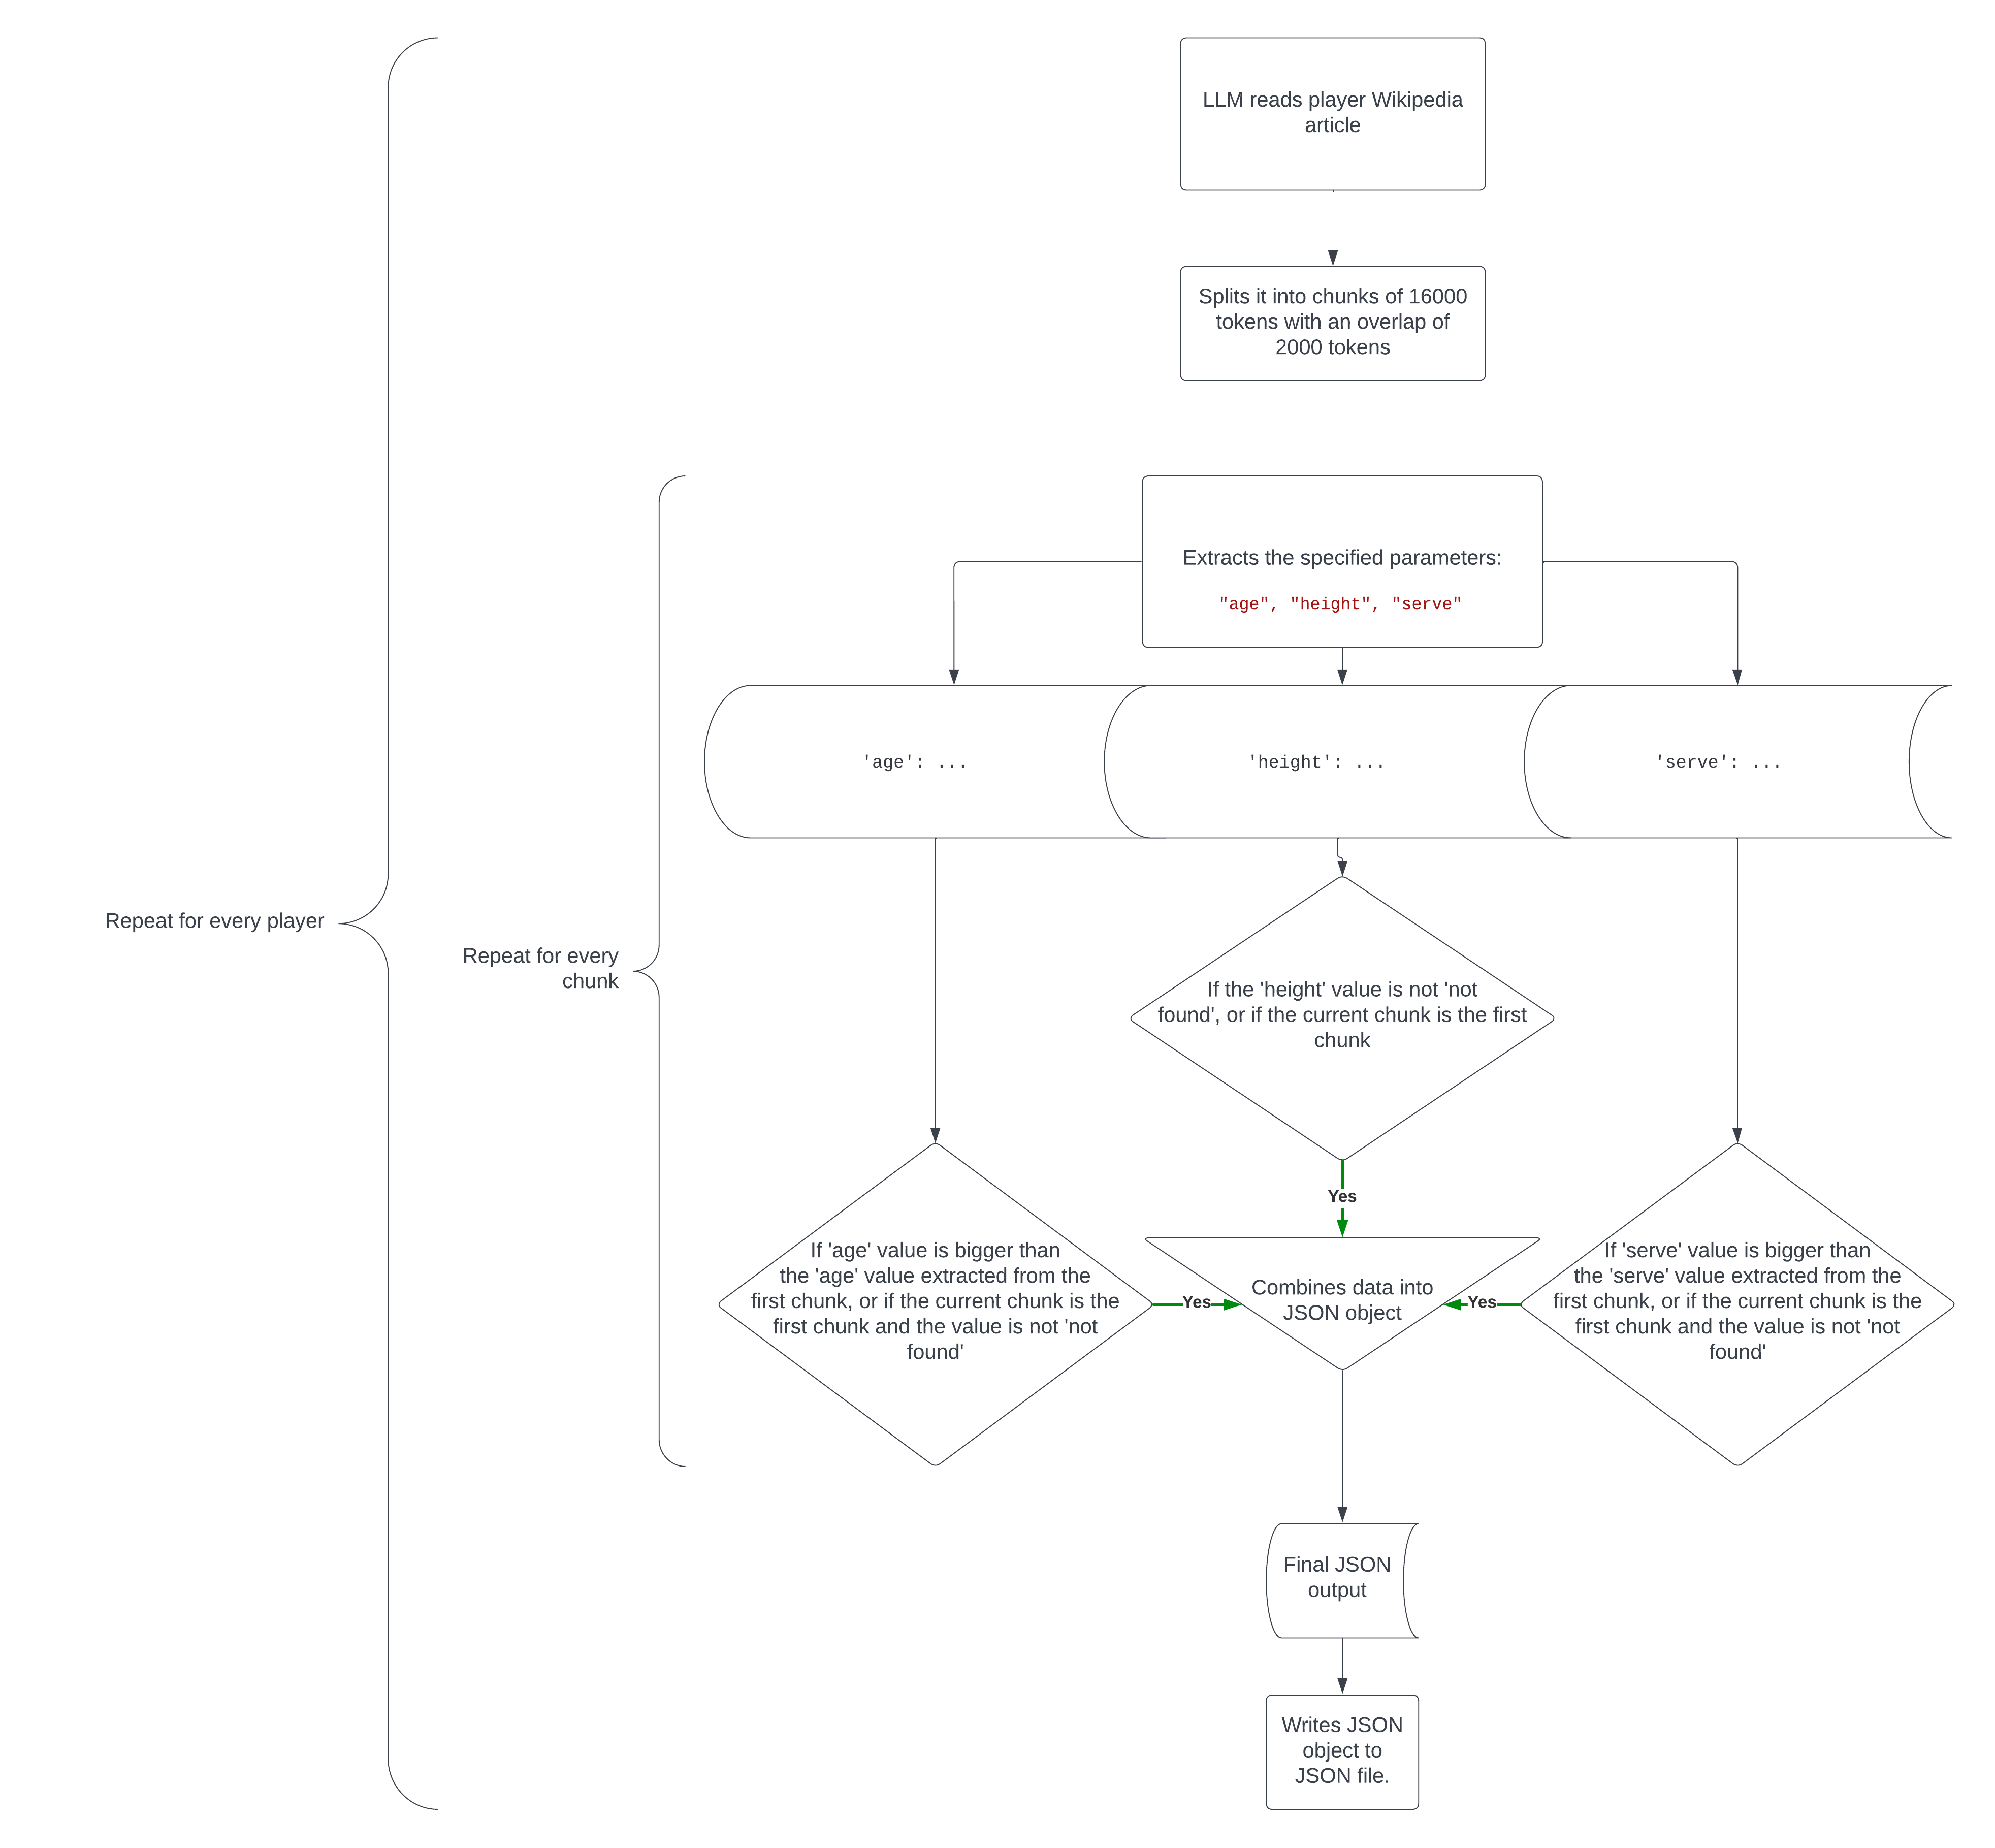 LLM reads player Wikipedia
article
Splits it into chunks of 16000
tokens with an overlap of
2000 tokens
Extracts the specified parameters:
"age", "height", "serve"
'age': ...
'height': ...
'serve': ...
Repeat for every player
Repeat for every
chunk
If the 'height' value is not 'not
found', or if the current chunk is the first
chunk
Yes
If 'age' value is bigger than
the 'age' value extracted from the
first chunk, or if the current chunk is the
first chunk and the value is not 'not
found'
Yes
Combines data into
JSON object
Yes
If 'serve' value is bigger than
the 'serve' value extracted from the
first chunk, or if the current chunk is the
first chunk and the value is not 'not
found'
Final JSON
output
Writes JSON
object to
JSON file.